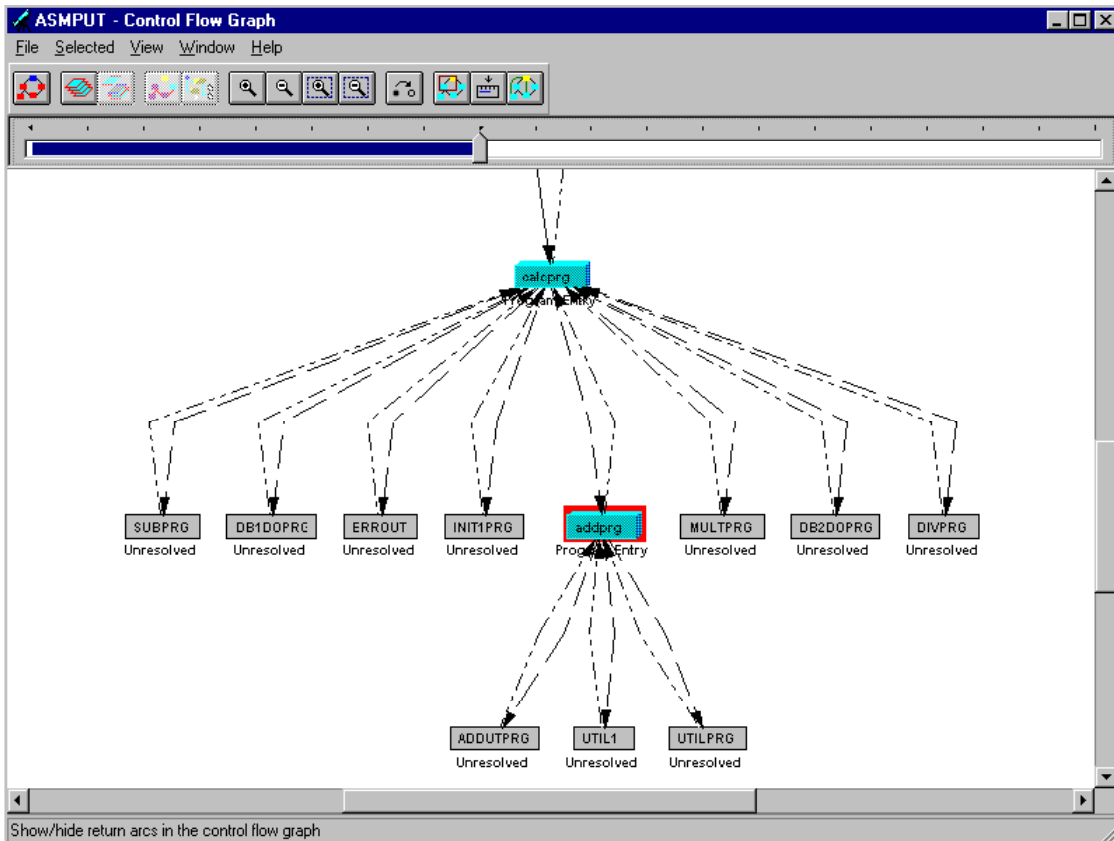 ASMPUT - Control Flow Graph
File Selected View Window Help
calcprg
Program Entry
SUBPRG DB1DOPRG ERROUT INIT1PRG addprg MULTPRG DB2DOPRG DIVPRG
Unresolved Unresolved Unresolved Unresolved Program Entry Unresolved Unresolved Unresolved
ADDUTPRG UTIL1 UTILPRG
Unresolved Unresolved Unresolved
Show/hide return arcs in the control flow graph